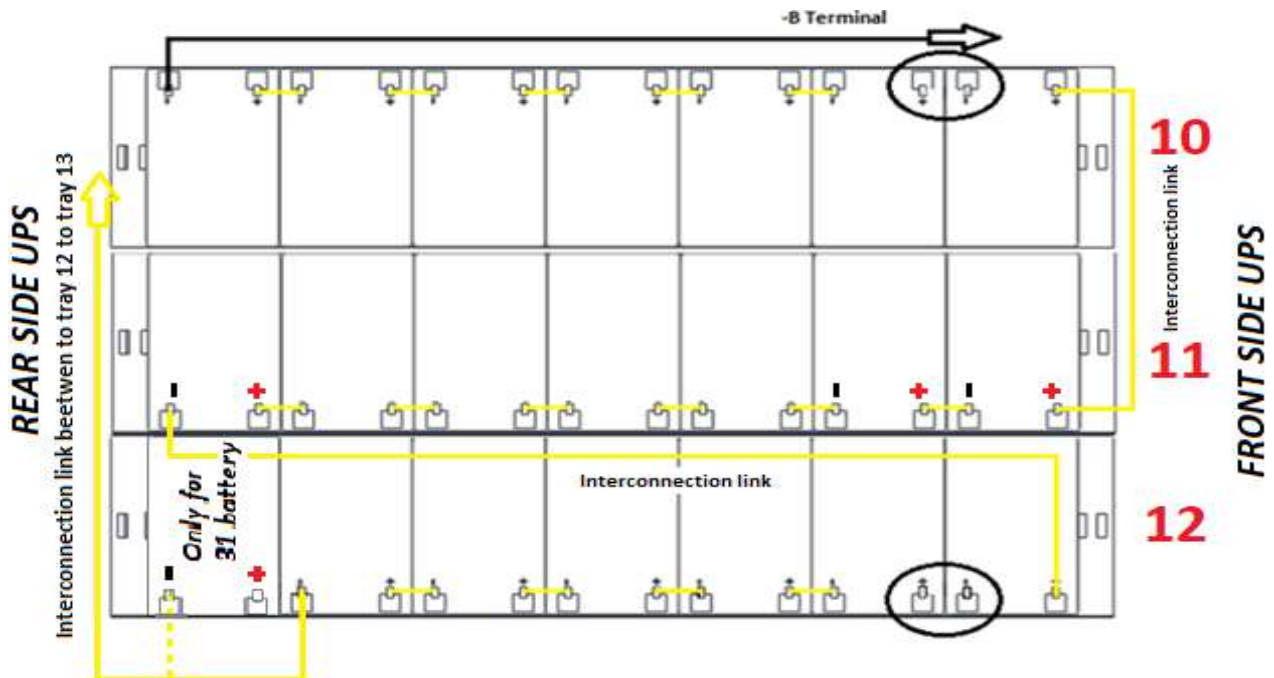 -B Terminal
10
Interconnection link
11
REAR SIDE UPS
Interconnection link beetwen to tray 12 to tray 13
FRONT SIDE UPS
- + - + - +
Interconnection link
Only for
31 battery
12
- +